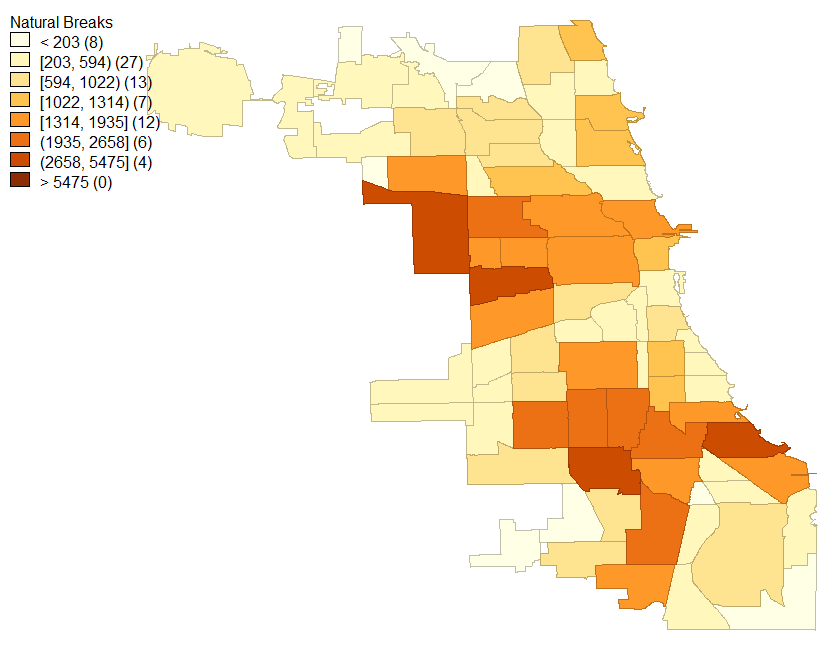 Natural Breaks
< 203 (8)
[203, 594) (27)
[594, 1022) (13)
[1022, 1314) (7)
[1314, 1935] (12)
(1935, 2658] (6)
(2658, 5475] (4)
> 5475 (0)